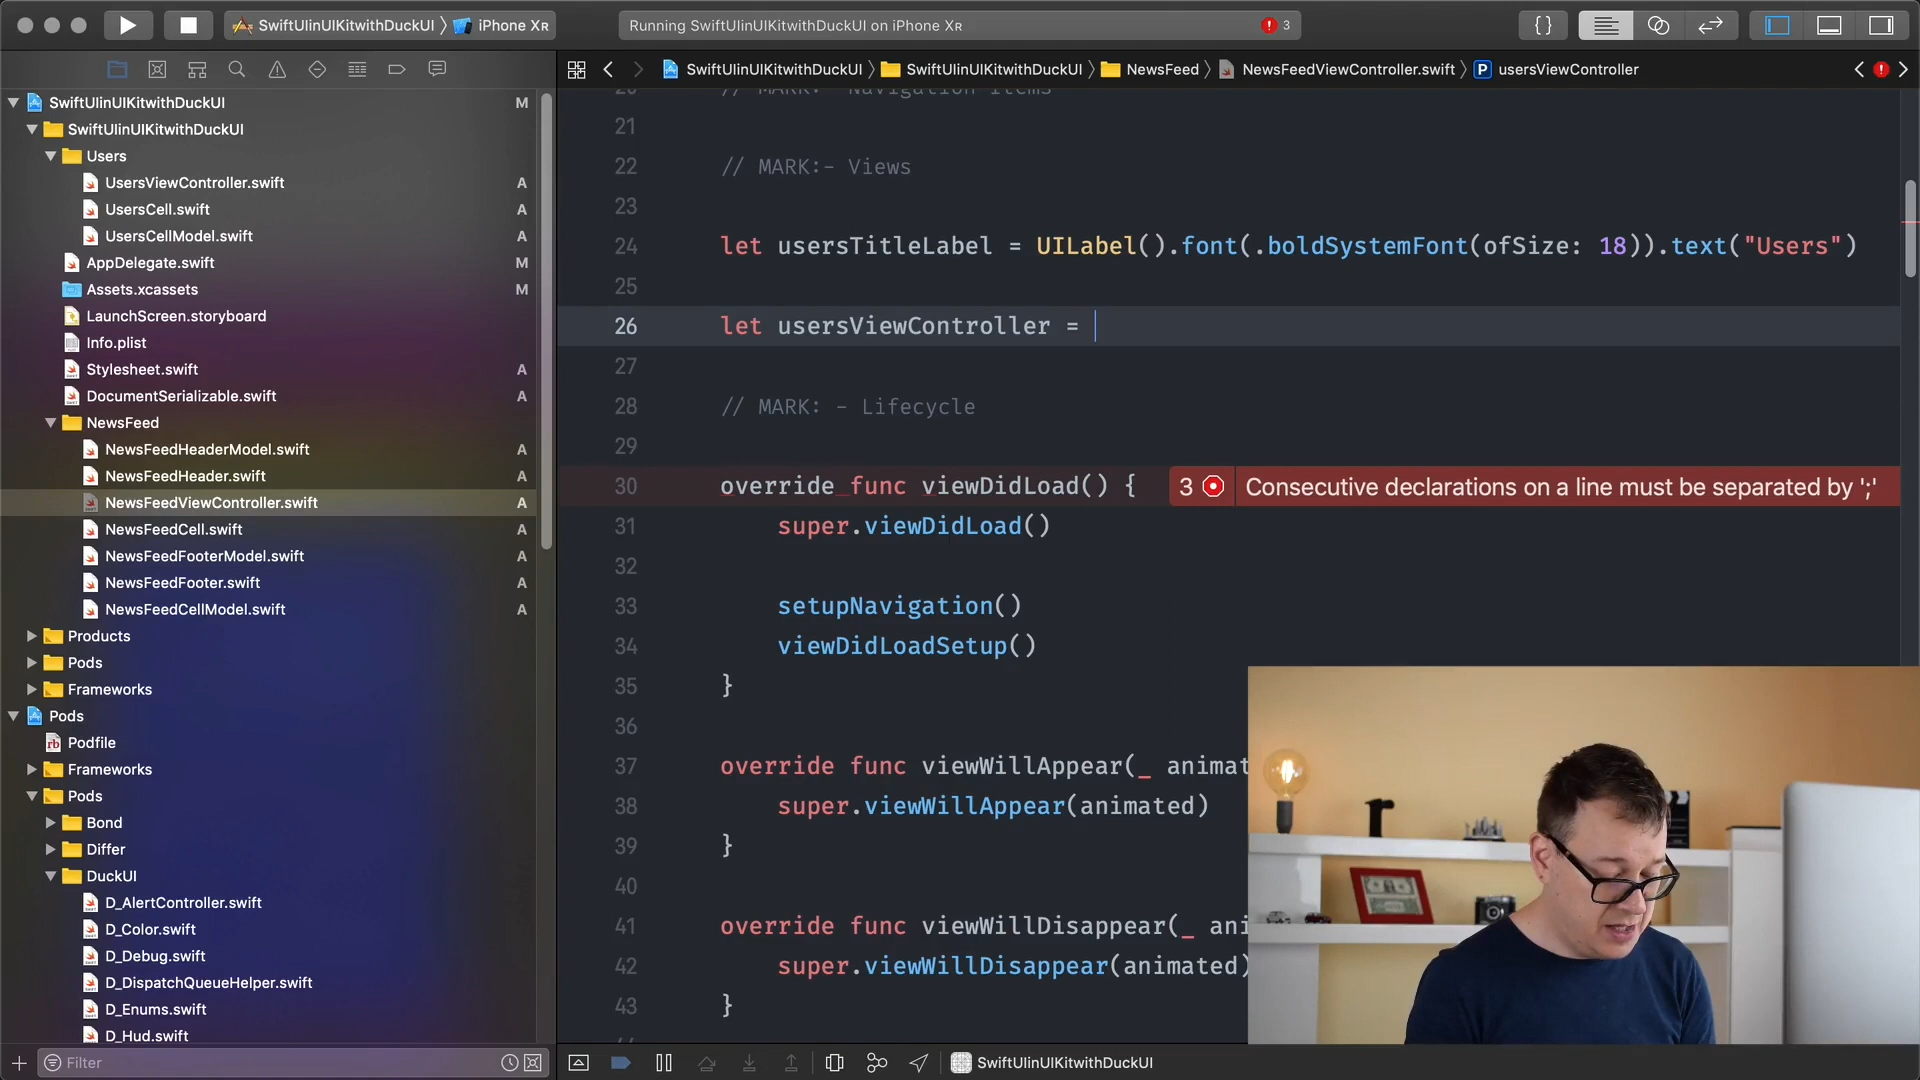 SwiftUIinUIKitwithDuckUI 〉 iPhone XR
Running SwiftUIinUIKitwithDuckUI on iPhone XR
3
{ }
SwiftUIinUIKitwithDuckUI 〉 SwiftUIinUIKitwithDuckUI 〉 NewsFeed 〉 NewsFeedViewController.swift 〉 P usersViewController
SwiftUIinUIKitwithDuckUI M
SwiftUIinUIKitwithDuckUI
Users
UsersViewController.swift A
UsersCell.swift A
UsersCellModel.swift A
AppDelegate.swift M
Assets.xcassets M
LaunchScreen.storyboard
Info.plist
Stylesheet.swift A
DocumentSerializable.swift A
NewsFeed
NewsFeedHeaderModel.swift A
NewsFeedHeader.swift A
NewsFeedViewController.swift A
NewsFeedCell.swift A
NewsFeedFooterModel.swift A
NewsFeedFooter.swift A
NewsFeedCellModel.swift A
Products
Pods
Frameworks
Pods
rb Podfile
Frameworks
Pods
Bond
Differ
DuckUI
D_AlertController.swift
D_Color.swift
D_Debug.swift
D_DispatchQueueHelper.swift
D_Enums.swift
D_Hud.swift
Filter
20 // MARK:- Navigation Items
21
22 // MARK:- Views
23
24 let usersTitleLabel = UILabel().font(.boldSystemFont(ofSize: 18)).text("Users")
25
26 let usersViewController =
27
28 // MARK: - Lifecycle
29
30 override func viewDidLoad() { 3 Consecutive declarations on a line must be separated by ';'
31 super.viewDidLoad()
32
33 setupNavigation()
34 viewDidLoadSetup()
35 }
36
37 override func viewWillAppear(_ animat
38 super.viewWillAppear(animated)
39 }
40
41 override func viewWillDisappear(_ ani
42 super.viewWillDisappear(animated)
43 }
SwiftUIinUIKitwithDuckUI